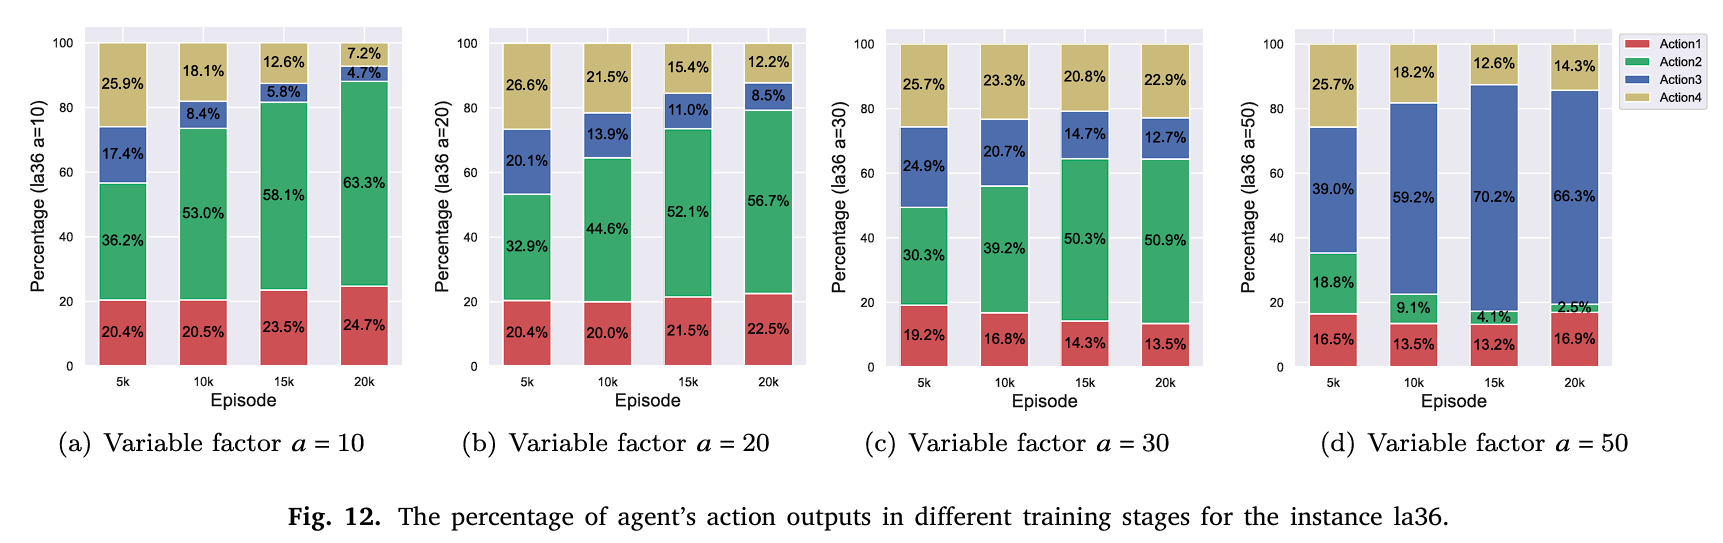 Percentage (la36 a=10)
100
80
60
40
20
0
25.9%
17.4%
36.2%
20.4%
18.1%
8.4%
53.0%
20.5%
12.6%
5.8%
58.1%
23.5%
7.2%
4.7%
63.3%
24.7%
5k
10k
15k
20k
Episode
(a) Variable factor a = 10
Percentage (la36 a=20)
100
80
60
40
20
0
26.6%
20.1%
32.9%
20.4%
21.5%
13.9%
44.6%
20.0%
15.4%
11.0%
52.1%
21.5%
12.2%
8.5%
56.7%
22.5%
5k
10k
15k
20k
Episode
(b) Variable factor a = 20
Percentage (la36 a=30)
100
80
60
40
20
0
25.7%
24.9%
30.3%
19.2%
23.3%
20.7%
39.2%
16.8%
20.8%
14.7%
50.3%
14.3%
22.9%
12.7%
50.9%
13.5%
5k
10k
15k
20k
Episode
(c) Variable factor a = 30
Percentage (la36 a=50)
100
80
60
40
20
0
25.7%
39.0%
18.8%
16.5%
18.2%
59.2%
9.1%
13.5%
12.6%
70.2%
4.1%
13.2%
14.3%
66.3%
2.5%
16.9%
5k
10k
15k
20k
Episode
(d) Variable factor a = 50
Action1
Action2
Action3
Action4
Fig. 12. The percentage of agent's action outputs in different training stages for the instance la36.